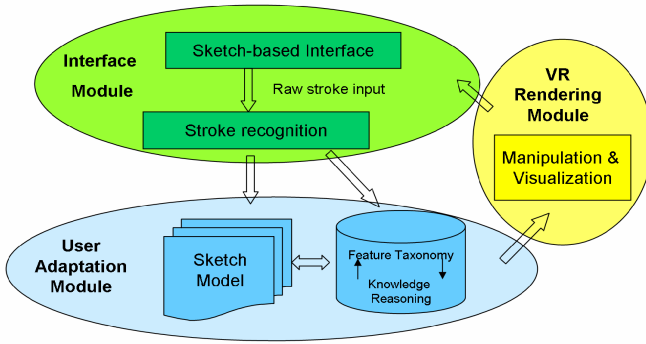 Interface
Module
Sketch-based Interface
Raw stroke input
Stroke recognition
VR
Rendering
Module
Manipulation &
Visualization
User
Adaptation
Module
Sketch
Model
Feature Taxonomy
Knowledge
Reasoning